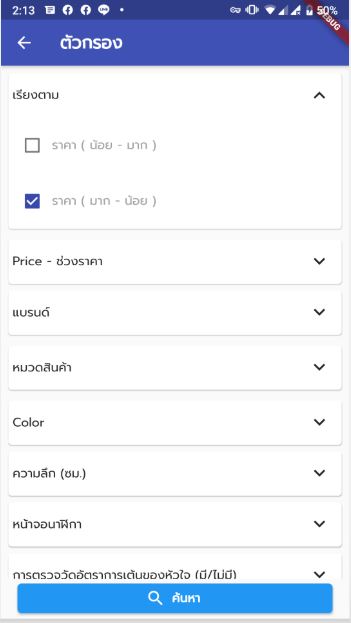 2:13
50%
ตัวกรอง
เรียงตาม
ราคา ( น้อย - มาก )
ราคา ( มาก - น้อย )
Price - ช่วงราคา
แบรนด์
หมวดสินค้า
Color
ความลึก (ซม.)
หน้าจอนาฬิกา
การตรวจวัดอัตราการเต้นของหัวใจ (มี/ไม่มี)
ค้นหา